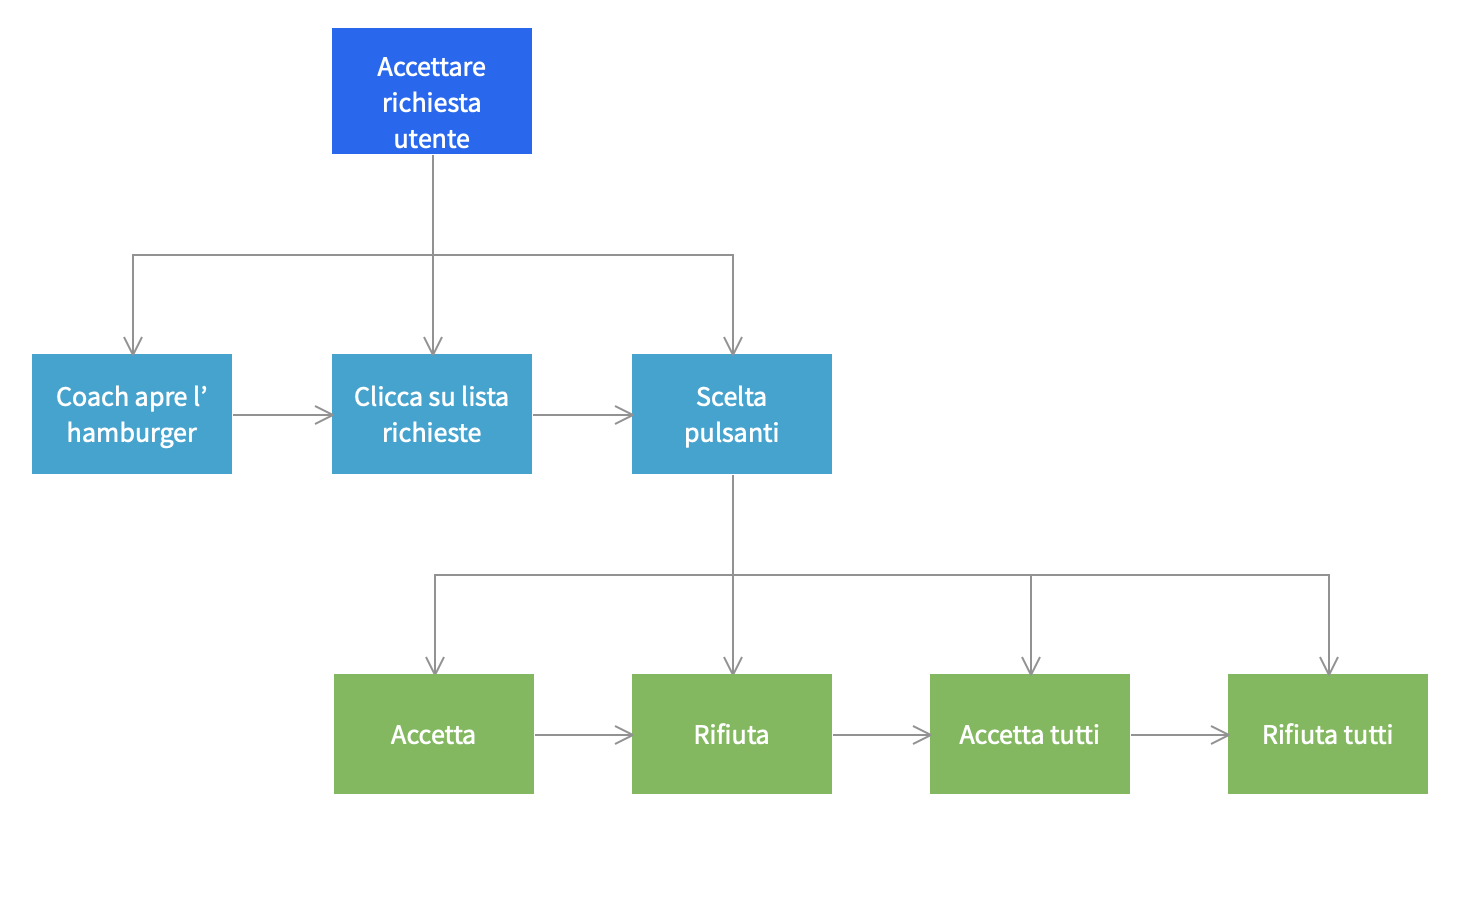 Accettare
richiesta
utente
Coach apre l’
hamburger
Clicca su lista
richieste
Scelta
pulsanti
Accetta
Rifiuta
Accetta tutti
Rifiuta tutti